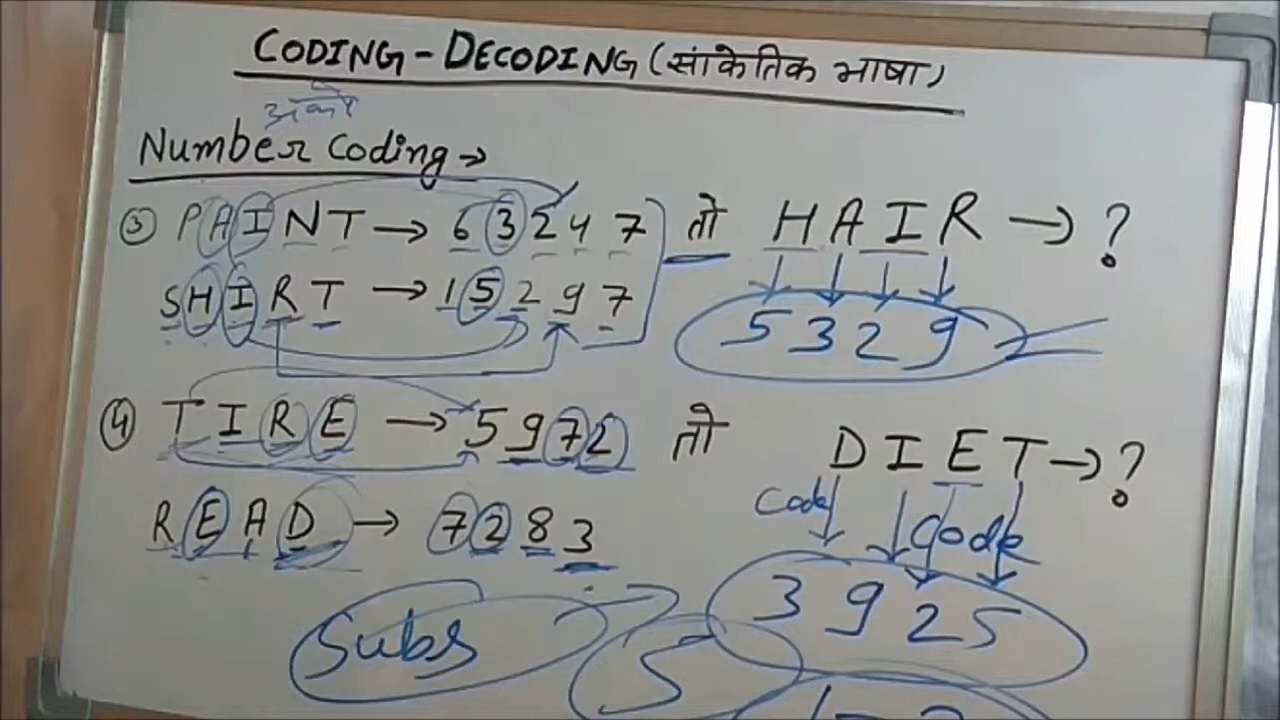 CODING-DECODING (सांकेतिक भाषा)
Number Coding →
③ PAINT → 63247 तो HAIR → ?
SHIRT → 15297
5329
④ TIRE → 5972 तो DIET → ?
Code Code
READ → 7283
3925
Subs
5